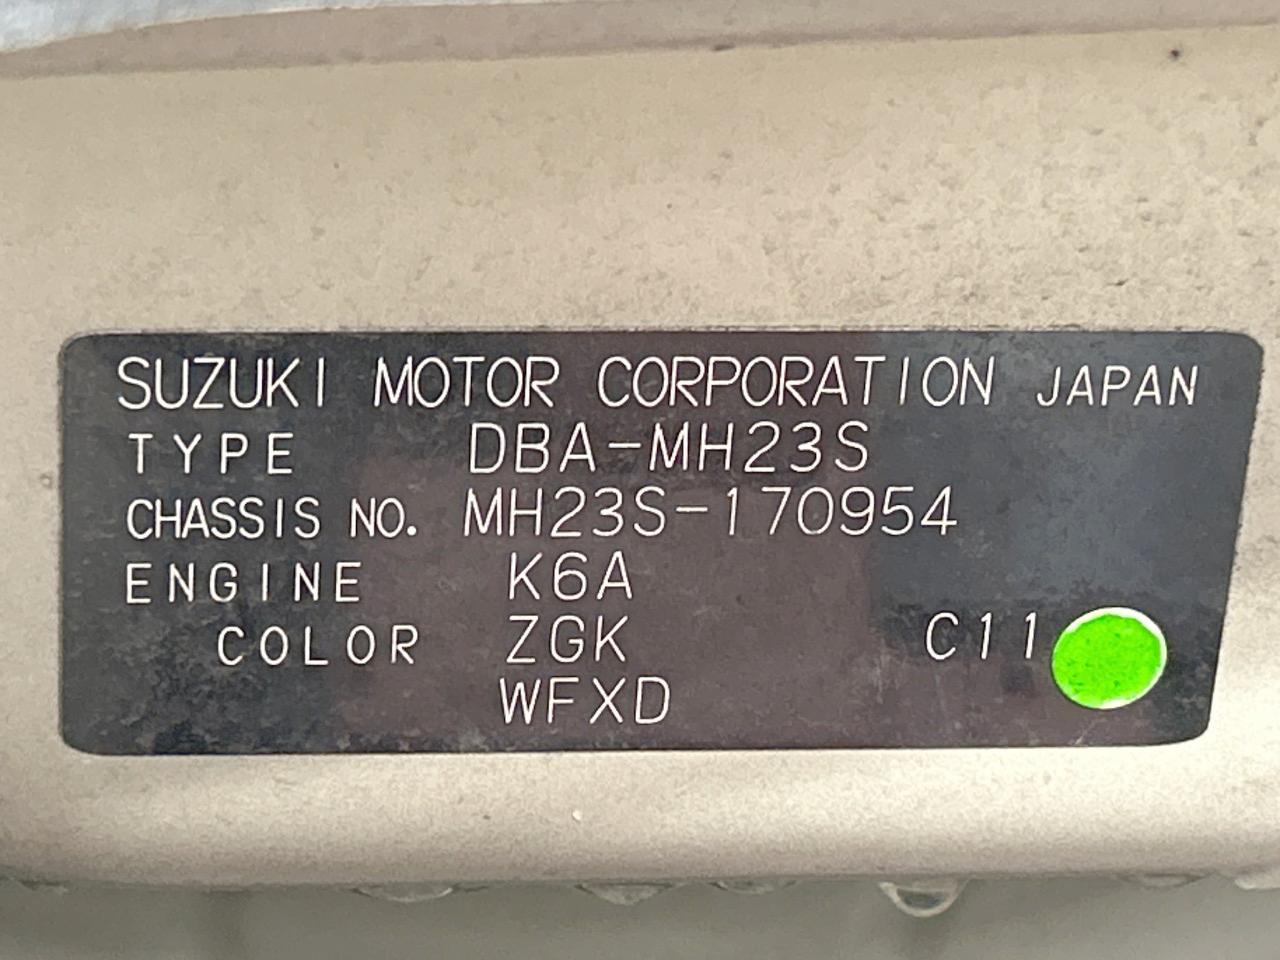 SUZUKI MOTOR CORPORATION JAPAN
TYPE DBA-MH23S
CHASSIS NO. MH23S-170954
ENGINE K6A
COLOR ZGK C11
WFXD